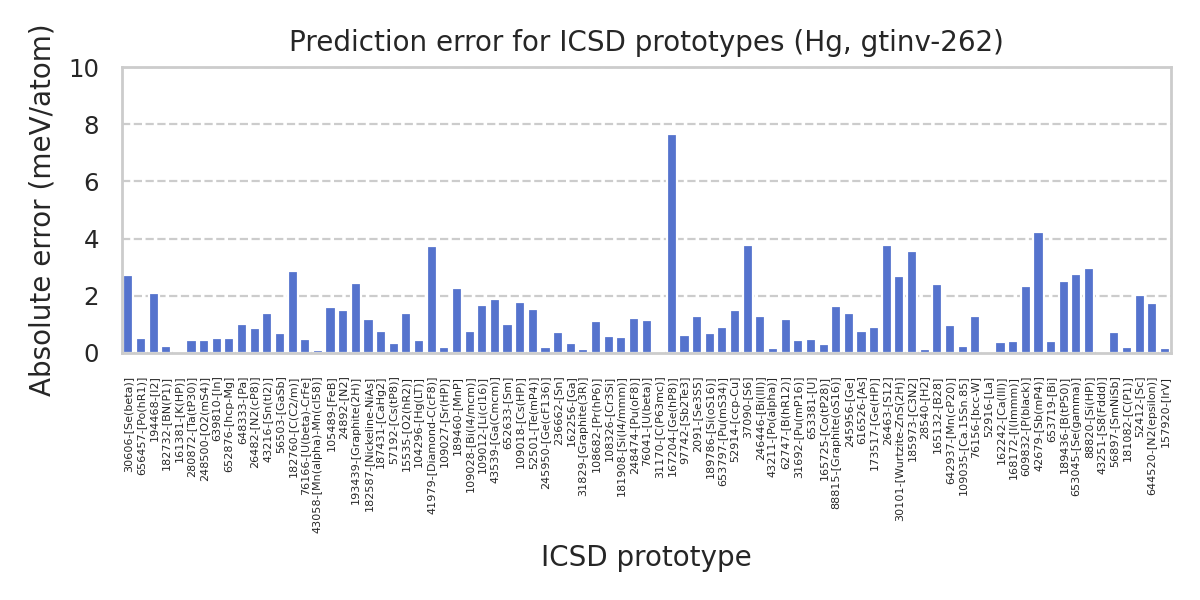 Prediction error for ICSD prototypes (Hg, gtinv-262)
Absolute error (meV/atom)
10
8
6
4
2
0
30606-[Se(beta)]
656457-[Po(hR1)]
194468-[I2]
182732-[BN(P1)]
161381-[K(HP)]
280872-[Ta(tP30)]
248500-[O2(mS4)]
639810-[In]
652876-[hcp-Mg]
64833-[Pa]
26482-[N2(cP8)]
43216-[Sn(tI2)]
5603-[GaSb]
182760-[C(C2/m)]
76166-[U(beta)-CrFe]
43058-[Mn(alpha)-Mn(cI58)]
105489-[FeB]
24892-[N2]
193439-[Graphite(2H)]
182587-[Nickeline-NiAs]
187431-[CaHg2]
57192-[Cs(tP8)]
15535-[O2(hR2)]
104296-[Hg(LT)]
41979-[Diamond-C(cF8)]
109027-[Sr(HP)]
189460-[MnP]
109028-[Bi(I4/mcm)]
109012-[Li(cI16)]
43539-[Ga(Cmcm)]
652633-[Sm]
109018-[Cs(HP)]
52501-[Te(mP4)]
245950-[Ge(cF136)]
236662-[Sn]
162256-[Ga]
31829-[Graphite(3R)]
108682-[Pr(hP6)]
108326-[Cr3Si]
181908-[Si(I4/mmm)]
248474-[Pu(oF8)]
76041-[U(beta)]
31170-[C(P63mc)]
167204-[Ge(hP8)]
97742-[Sb2Te3]
2091-[Se3S5]
189786-[Si(oS16)]
653797-[Pu(mS34)]
52914-[ccp-Cu]
37090-[S6]
246446-[Bi(III)]
43211-[Po(alpha)]
62747-[B(hR12)]
31692-[P(mP16)]
653381-[U]
165725-[Co(tP28)]
88815-[Graphite(oS16)]
245956-[Ge]
616526-[As]
173517-[Ge(HP)]
26463-[S12]
30101-[Wurtzite-ZnS(2H)]
185973-[C3N2]
28540-[H2]
165132-[B28]
642937-[Mn(cP20)]
109035-[Ca.15Sn.85]
76156-[bcc-W]
52916-[La]
162242-[Ca(III)]
168172-[I(Immm)]
609832-[P(black)]
653719-[Bi]
42679-[Sb(mP4)]
189436-[B(tP50)]
653045-[Se(gamma)]
88820-[Si(HP)]
432511-[S8(Fddd)]
56897-[SmNiSb]
181082-[C(P1)]
52412-[Sc]
644520-[N2(epsilon)]
157920-[IrV]
ICSD prototype